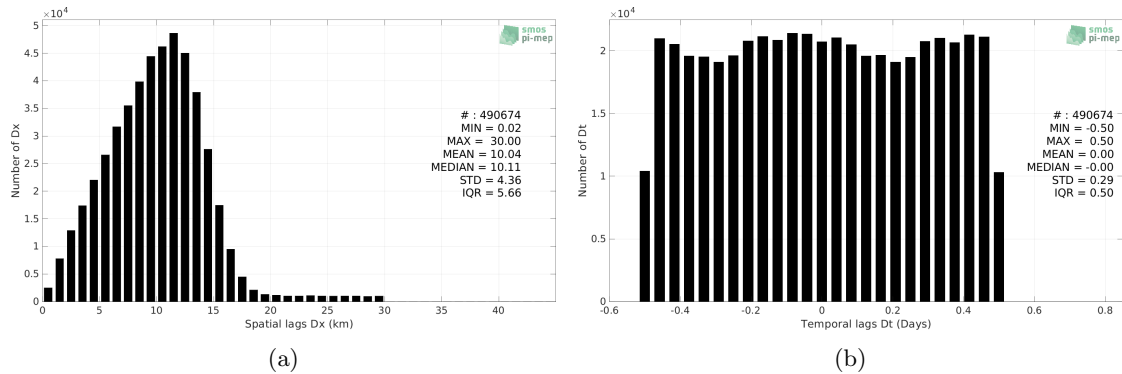 ×10⁴
5
4.5
4
3.5
3
2.5
2
1.5
1
0.5
0
Number of Dx
smos
pi-mep
# : 490674
MIN = 0.02
MAX = 30.00
MEAN = 10.04
MEDIAN = 10.11
STD = 4.36
IQR = 5.66
0 5 10 15 20 25 30 35 40
Spatial lags Dx (km)
(a)
×10⁴
2
1.5
1
0.5
0
Number of Dt
smos
pi-mep
# : 490674
MIN = -0.50
MAX = 0.50
MEAN = 0.00
MEDIAN = -0.00
STD = 0.29
IQR = 0.50
-0.6 -0.4 -0.2 0 0.2 0.4 0.6 0.8
Temporal lags Dt (Days)
(b)